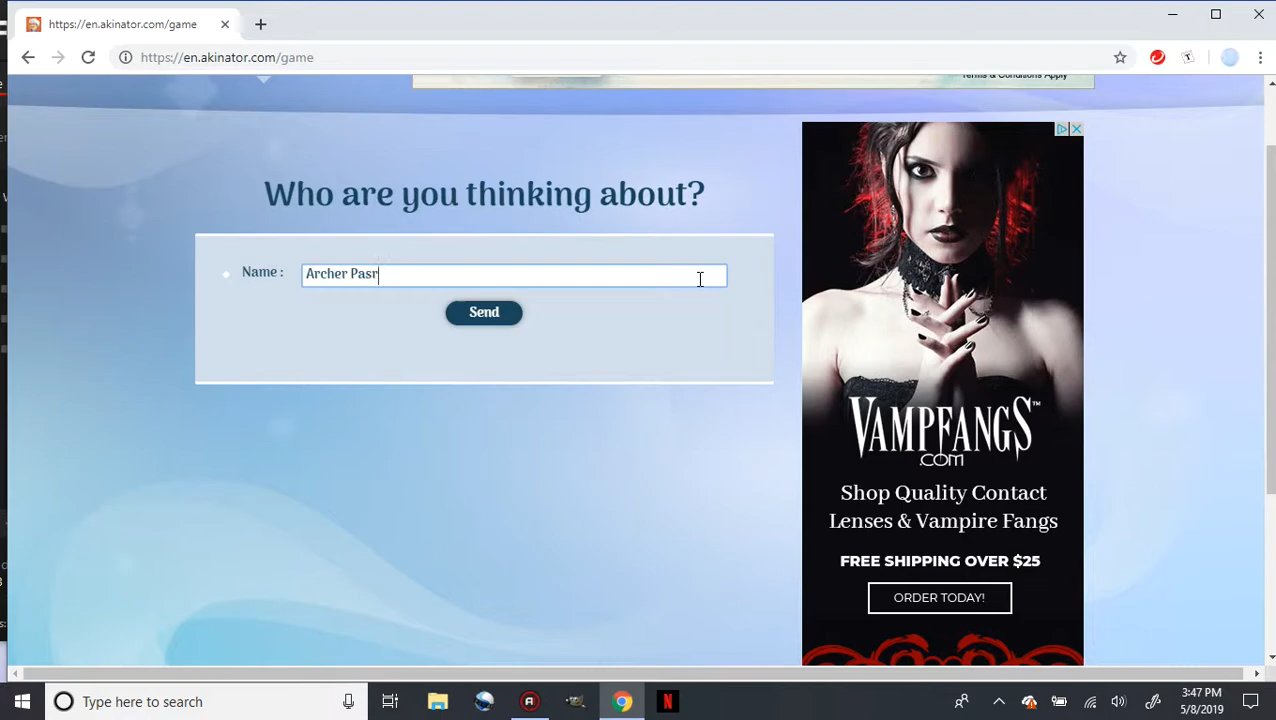 https://en.akinator.com/game
https://en.akinator.com/game
Terms & Conditions Apply
Who are you thinking about?
Name :
Archer Pasr
Send
VAMPFANGS™
.COM
Shop Quality Contact
Lenses & Vampire Fangs
FREE SHIPPING OVER $25
ORDER TODAY!
Type here to search
3:47 PM
5/8/2019